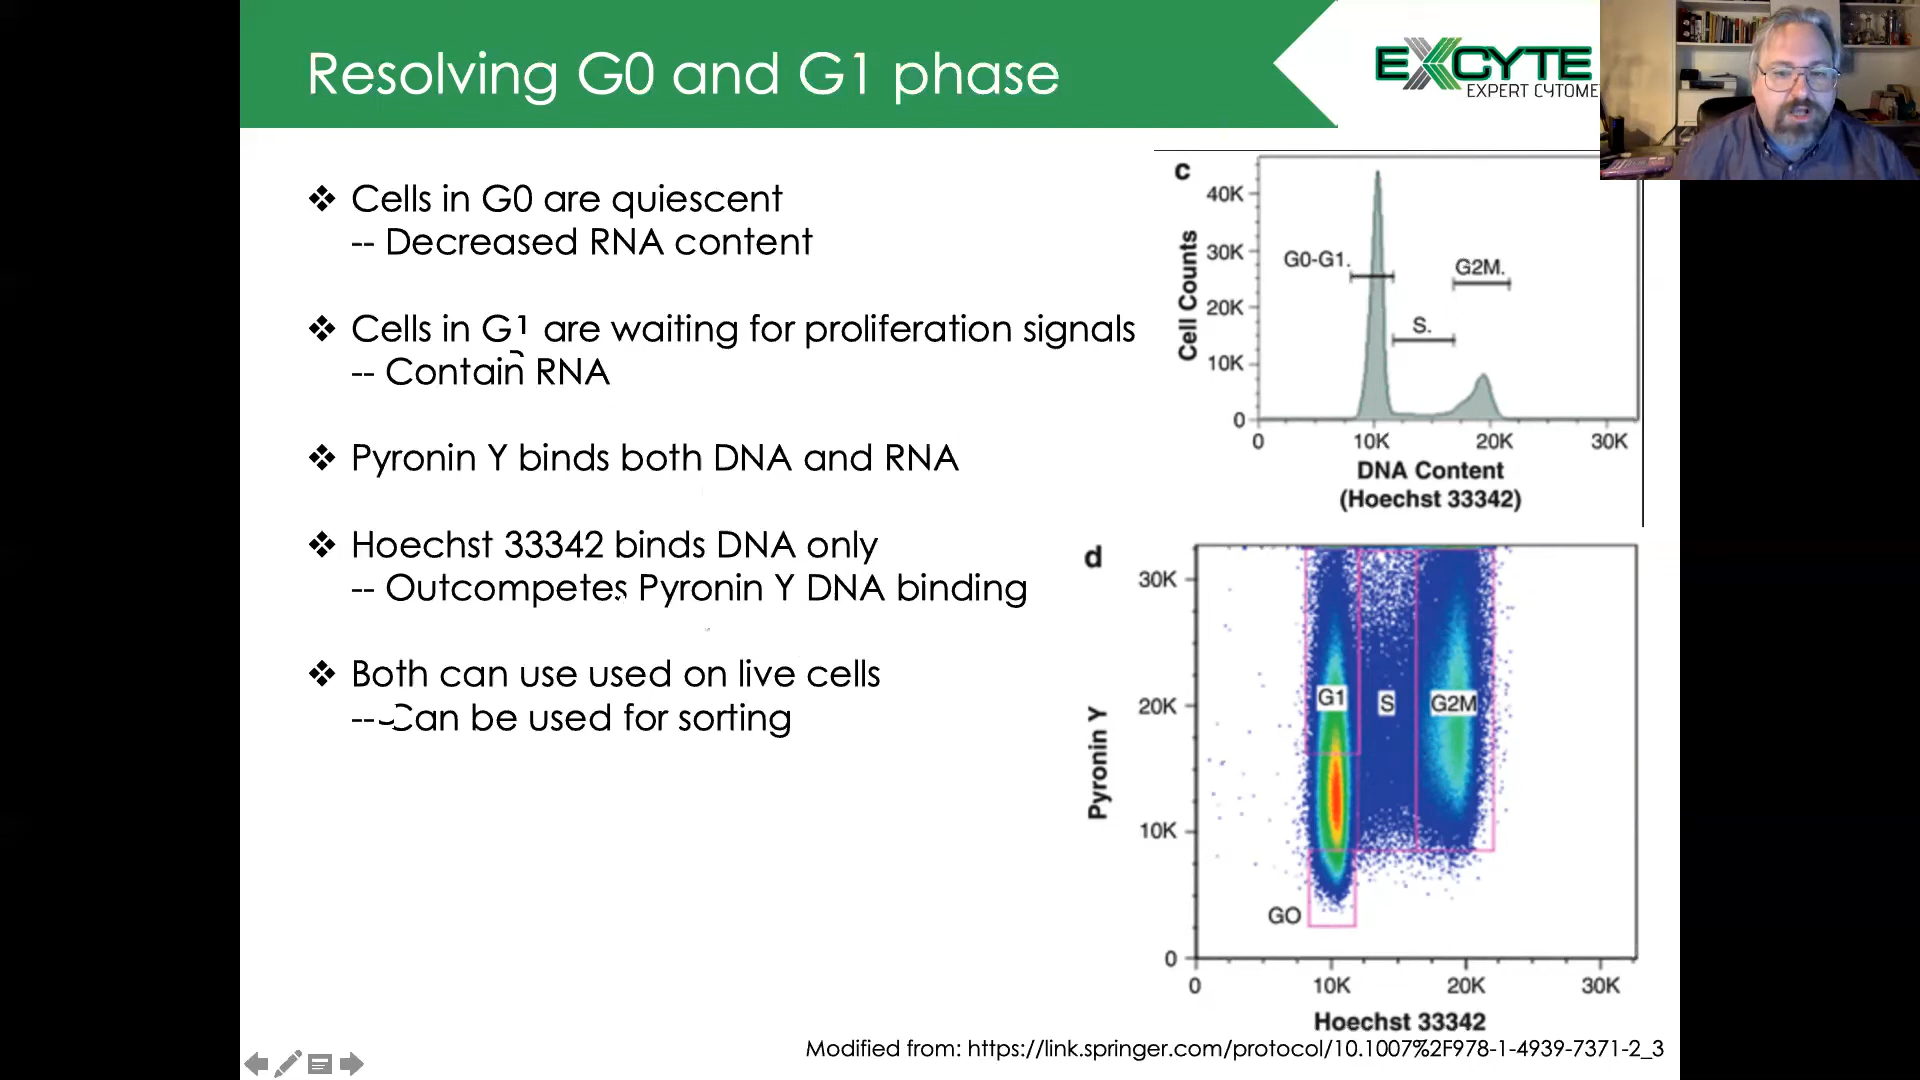 Resolving G0 and G1 phase
EXCYTE
EXPERT CYTOME
❖ Cells in G0 are quiescent
-- Decreased RNA content
❖ Cells in G1 are waiting for proliferation signals
-- Contain RNA
❖ Pyronin Y binds both DNA and RNA
❖ Hoechst 33342 binds DNA only
-- Outcompetes Pyronin Y DNA binding
❖ Both can use used on live cells
-- Can be used for sorting
c
Cell Counts
40K
30K
20K
10K
0
G0-G1.
S.
G2M.
0 10K 20K 30K
DNA Content
(Hoechst 33342)
d
Pyronin Y
30K
20K
10K
0
G1 S G2M
GO
0 10K 20K 30K
Hoechst 33342
Modified from: https://link.springer.com/protocol/10.1007%2F978-1-4939-7371-2_3